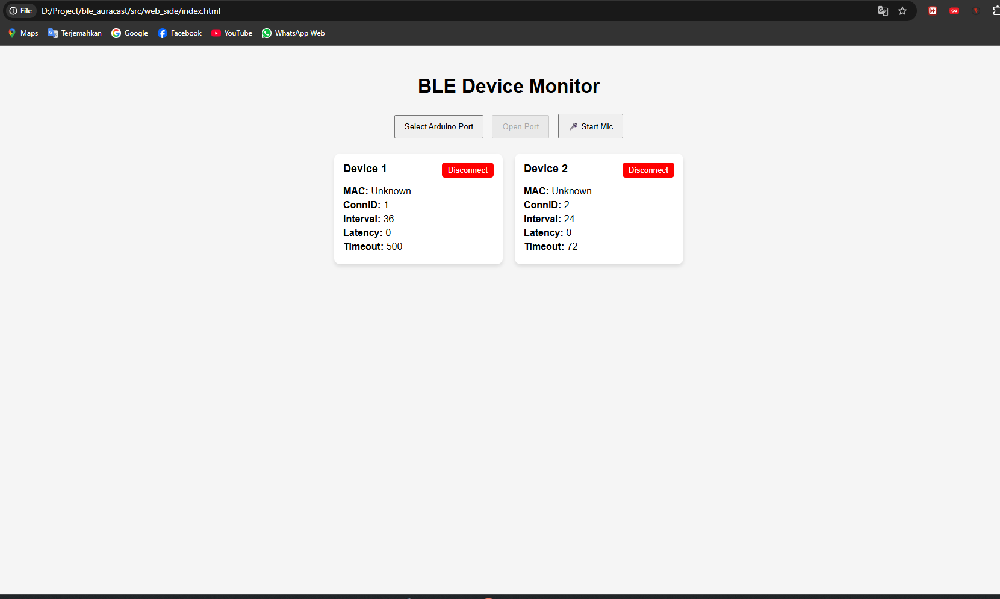 File D:/Project/ble_auracast/src/web_side/index.html
Maps Terjemahkan Google Facebook YouTube WhatsApp Web
BLE Device Monitor
Select Arduino Port Open Port Start Mic
Device 1 Disconnect
MAC: Unknown
ConnID: 1
Interval: 36
Latency: 0
Timeout: 500
Device 2 Disconnect
MAC: Unknown
ConnID: 2
Interval: 24
Latency: 0
Timeout: 72